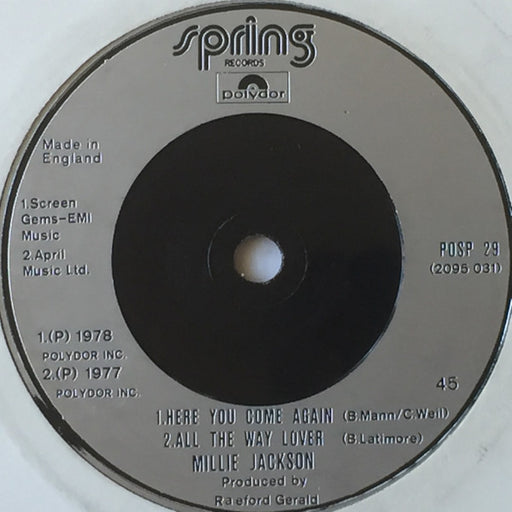 spring
RECORDS
polydor
Made in
England
1.Screen
Gems-EMI
Music
2.April
Music Ltd.
POSP 29
(2095 031)
1.(P) 1978
POLYDOR INC.
2.(P) 1977
POLYDOR INC.
45
1.HERE YOU COME AGAIN (B.Mann/C.Weil)
2.ALL THE WAY LOVER (B.Latimore)
MILLIE JACKSON
Produced by
Raeford Gerald